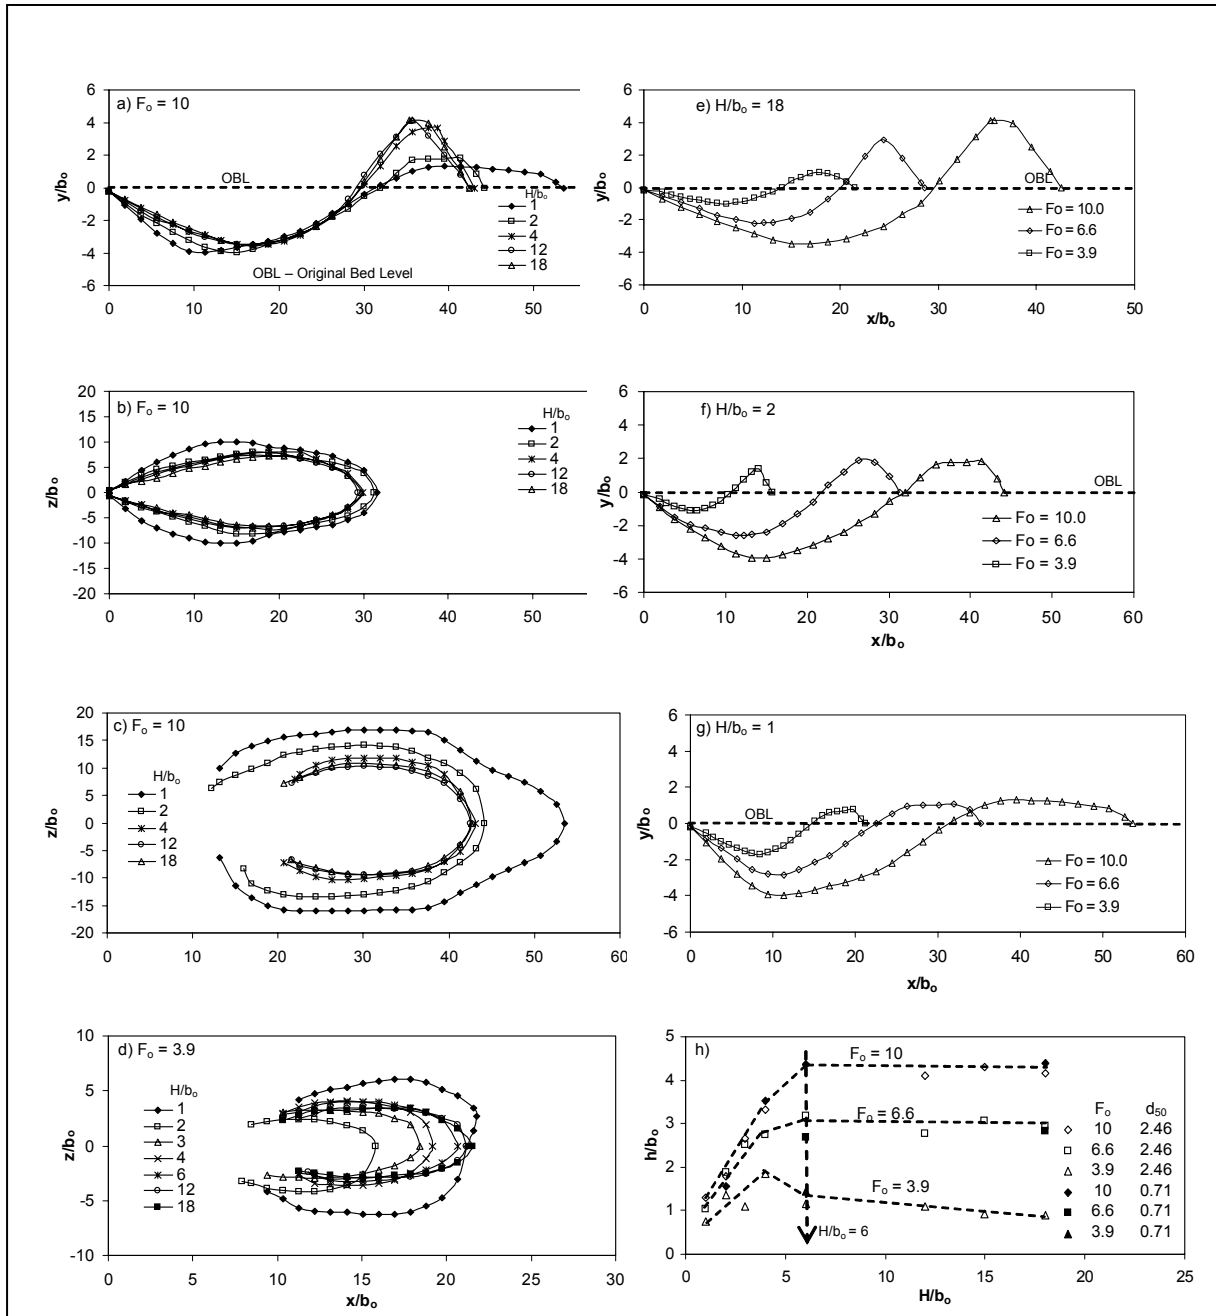 a) Fₒ = 10
y/bₒ
6
4
2
0
-2
-4
-6
OBL
OBL – Original Bed Level
H/bₒ
1
2
4
12
18
0 10 20 30 40 50
e) H/bₒ = 18
y/bₒ
6
4
2
0
-2
-4
-6
OBL
Fo = 10.0
Fo = 6.6
Fo = 3.9
0 10 20 30 40 50
x/bₒ
b) Fₒ = 10
z/bₒ
20
15
10
5
0
-5
-10
-15
-20
H/bₒ
1
2
4
12
18
0 10 20 30 40 50
f) H/bₒ = 2
y/bₒ
6
4
2
0
-2
-4
-6
OBL
Fo = 10.0
Fo = 6.6
Fo = 3.9
0 10 20 30 40 50 60
x/bₒ
c) Fₒ = 10
z/bₒ
20
15
10
5
0
-5
-10
-15
-20
H/bₒ
1
2
4
12
18
0 10 20 30 40 50 60
g) H/bₒ = 1
y/bₒ
6
4
2
0
-2
-4
-6
OBL
Fo = 10.0
Fo = 6.6
Fo = 3.9
0 10 20 30 40 50 60
x/bₒ
d) Fₒ = 3.9
z/bₒ
10
5
0
-5
-10
H/bₒ
1
2
3
4
6
12
18
0 5 10 15 20 25 30
x/bₒ
h)
h/bₒ
5
4
3
2
1
0
Fₒ = 10
Fₒ = 6.6
Fₒ = 3.9
H/bₒ = 6
Fₒ d₅₀
10 2.46
6.6 2.46
3.9 2.46
10 0.71
6.6 0.71
3.9 0.71
0 5 10 15 20 25
H/bₒ